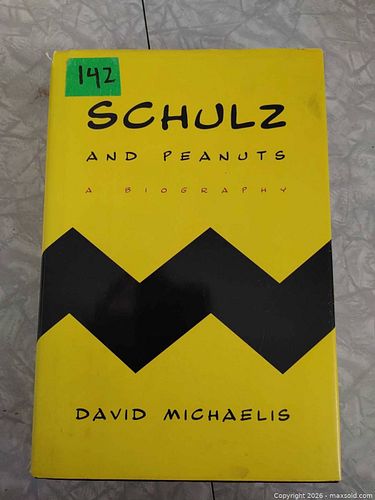 142
SCHULZ
AND PEANUTS
A BIOGRAPHY
DAVID MICHAELIS
Copyright 2026 - maxsold.com